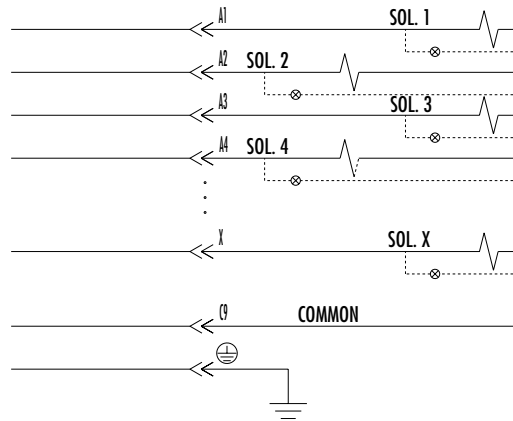 A1 SOL. 1
A2 SOL. 2
A3 SOL. 3
A4 SOL. 4
X SOL. X
C9 COMMON